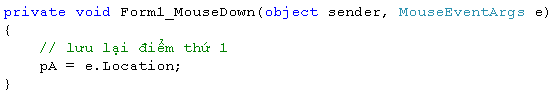 private void Form1_MouseDown(object sender, MouseEventArgs e)
{
    // lưu lại điểm thứ 1
    pA = e.Location;
}